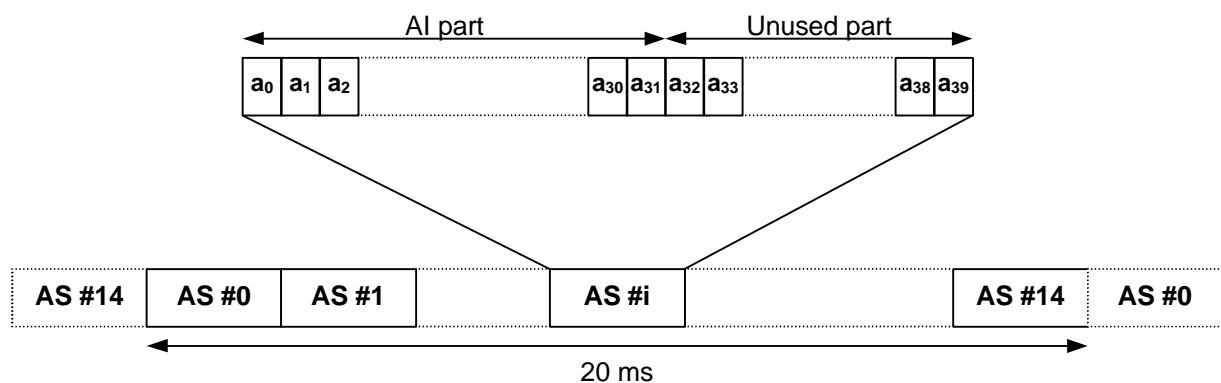 AI part Unused part
a0 a1 a2 a30 a31 a32 a33 a38 a39
AS #14 AS #0 AS #1 AS #i AS #14 AS #0
20 ms